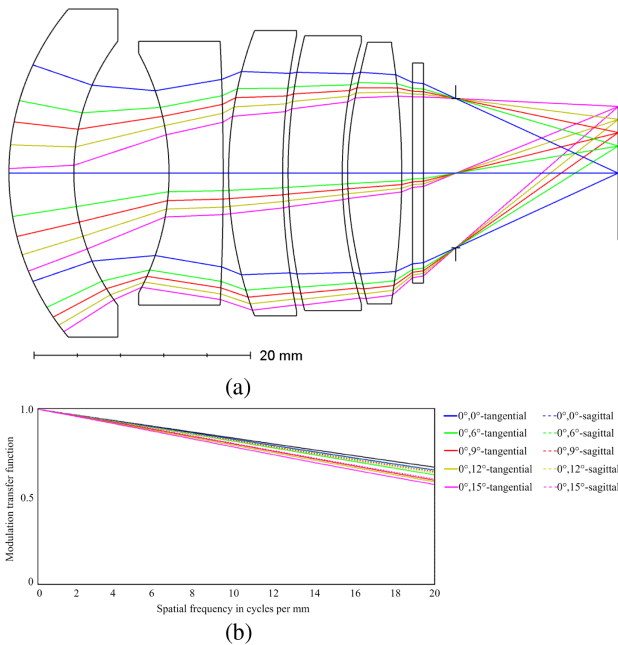 20 mm
(a)
1.0
0.5
0
Modulation transfer function
0 2 4 6 8 10 12 14 16 18 20
Spatial frequency in cycles per mm
0°,0°-tangential 0°,0°-sagittal
0°,6°-tangential 0°,6°-sagittal
0°,9°-tangential 0°,9°-sagittal
0°,12°-tangential 0°,12°-sagittal
0°,15°-tangential 0°,15°-sagittal
(b)